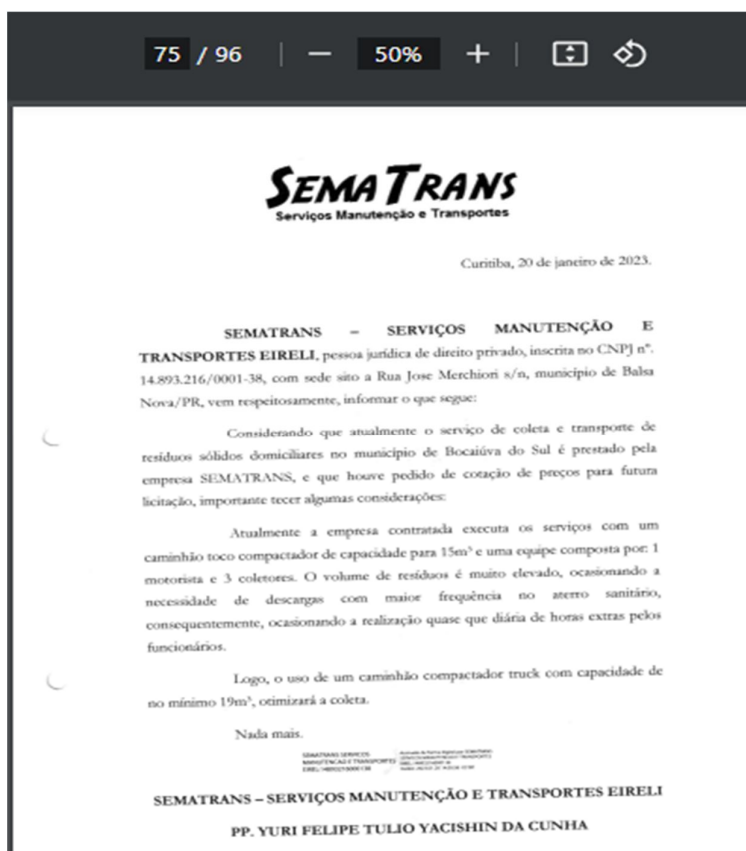 75 / 96
50%
SEMATRANS
Serviços Manutenção e Transportes
Curitiba, 20 de janeiro de 2023.
SEMATRANS – SERVIÇOS MANUTENÇÃO E
TRANSPORTES EIRELI, pessoa jurídica de direito privado, inscrita no CNPJ nº.
14.893.216/0001-38, com sede sito a Rua Jose Merchiori s/n, município de Balsa
Nova/PR, vem respeitosamente, informar o que segue:
Considerando que atualmente o serviço de coleta e transporte de
resíduos sólidos domiciliares no município de Bocaiúva do Sul é prestado pela
empresa SEMATRANS, e que houve pedido de cotação de preços para futura
licitação, importante tecer algumas considerações:
Atualmente a empresa contratada executa os serviços com um
caminhão toco compactador de capacidade para 15m³ e uma equipe composta por: 1
motorista e 3 coletores. O volume de resíduos é muito elevado, ocasionando a
necessidade de descargas com maior frequência no aterro sanitário,
consequentemente, ocasionando a realização quase que diária de horas extras pelos
funcionários.
Logo, o uso de um caminhão compactador truck com capacidade de
no mínimo 19m³, otimizará a coleta.
Nada mais.
SEMATRANS SERVICOS
MANUTENCAO E TRANSPORTES
SEMATRANS – SERVIÇOS MANUTENÇÃO E TRANSPORTES EIRELI
PP. YURI FELIPE TULIO YACISHIN DA CUNHA